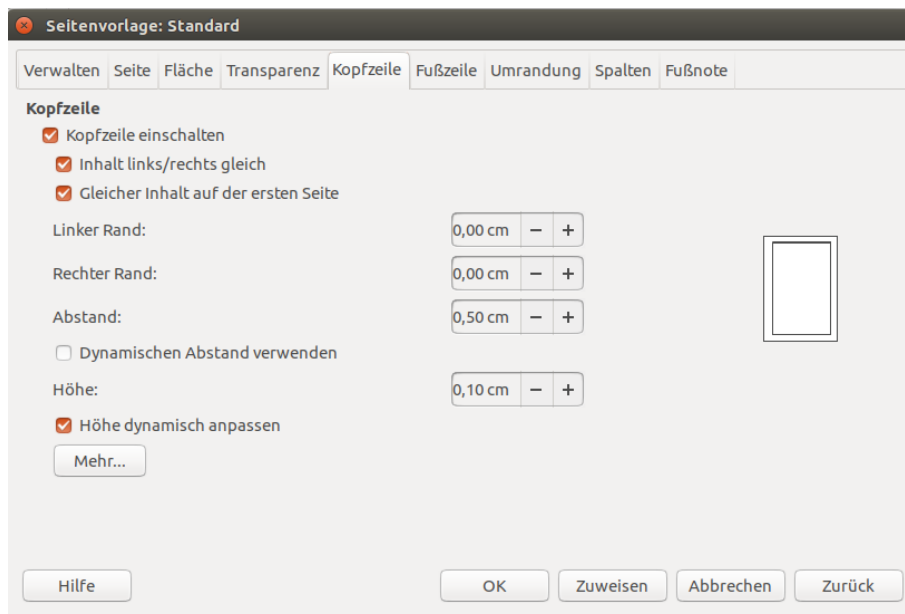 Seitenvorlage: Standard
Verwalten Seite Fläche Transparenz Kopfzeile Fußzeile Umrandung Spalten Fußnote
Kopfzeile
Kopfzeile einschalten
Inhalt links/rechts gleich
Gleicher Inhalt auf der ersten Seite
Linker Rand: 0,00 cm − +
Rechter Rand: 0,00 cm − +
Abstand: 0,50 cm − +
Dynamischen Abstand verwenden
Höhe: 0,10 cm − +
Höhe dynamisch anpassen
Mehr...
Hilfe OK Zuweisen Abbrechen Zurück